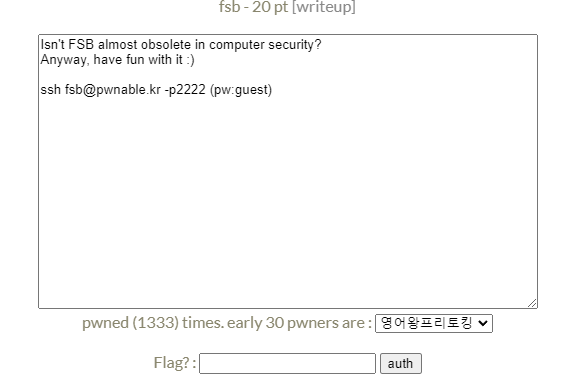 fsb - 20 pt [writeup]
Isn't FSB almost obsolete in computer security?
Anyway, have fun with it :)
ssh fsb@pwnable.kr -p2222 (pw:guest)
pwned (1333) times. early 30 pwners are : 영어왕프리토킹
Flag? : auth